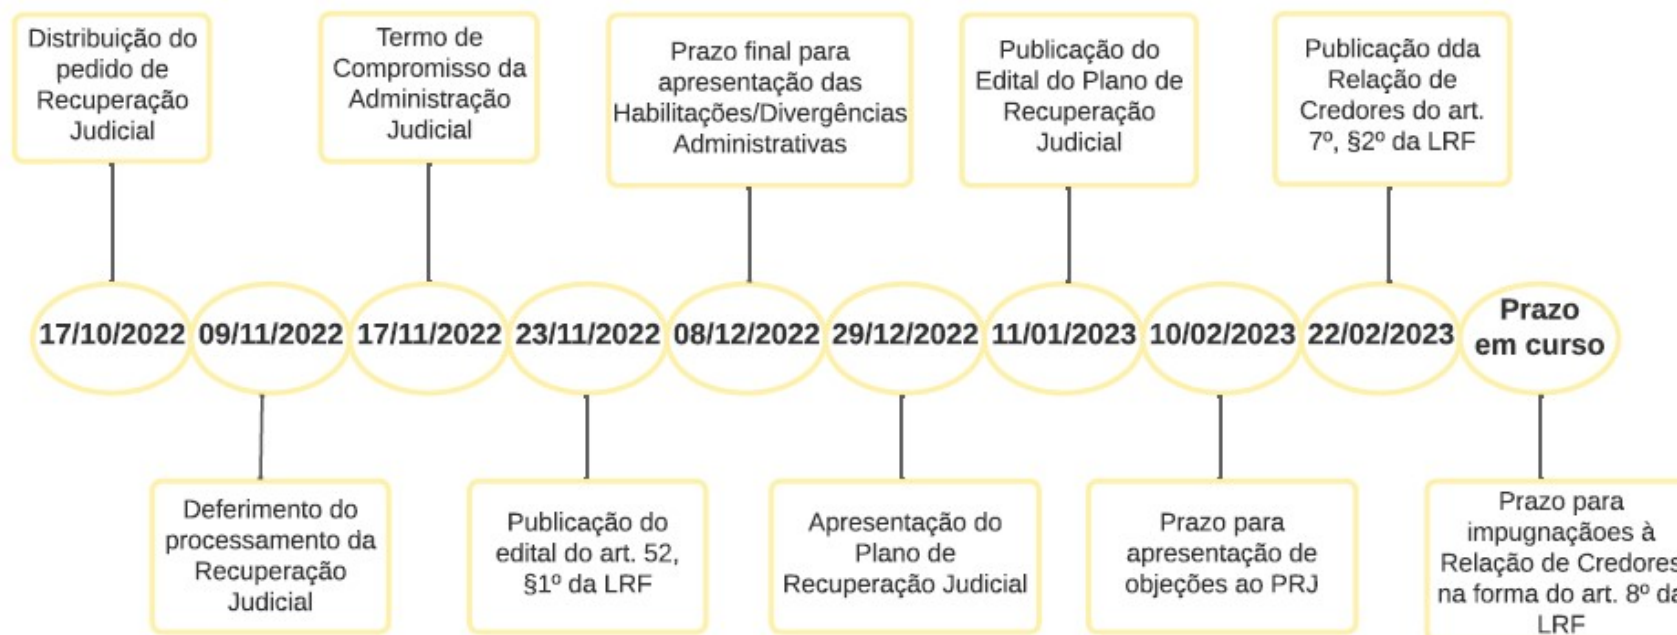 Distribuição do
pedido de
Recuperação
Judicial
Termo de
Compromisso da
Administração
Judicial
Prazo final para
apresentação das
Habilitações/Divergências
Administrativas
Publicação do
Edital do Plano de
Recuperação
Judicial
Publicação dda
Relação de
Credores do art.
7º, §2º da LRF
17/10/2022 09/11/2022 17/11/2022 23/11/2022 08/12/2022 29/12/2022 11/01/2023 10/02/2023 22/02/2023
Prazo
em curso
Deferimento do
processamento da
Recuperação
Judicial
Publicação do
edital do art. 52,
§1º da LRF
Apresentação do
Plano de
Recuperação Judicial
Prazo para
apresentação de
objeções ao PRJ
Prazo para
impugnaçãoes à
Relação de Credores
na forma do art. 8º da
LRF